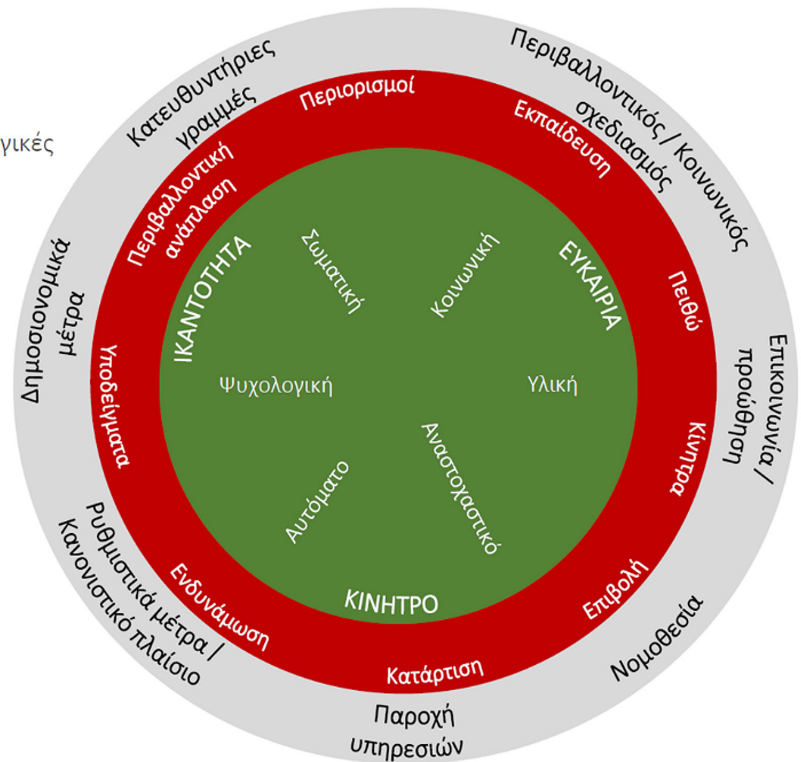 γικές
Κατευθυντήριες
γραμμές
Περιβαλλοντικός / Κοινωνικός
σχεδιασμός
Επικοινωνία /
προώθηση
Νομοθεσία
Παροχή
υπηρεσιών
Ρυθμιστικά μέτρα /
Κανονιστικό πλαίσιο
Δημοσιονομικά
μέτρα
Περιορισμοί
Εκπαίδευση
Πειθώ
Κίνητρα
Επιβολή
Κατάρτιση
Ενδυνάμωση
Υποδείγματα
Περιβαλλοντική
ανάπλαση
ΙΚΑΝΤΟΤΗΤΑ
ΕΥΚΑΙΡΙΑ
ΚΙΝΗΤΡΟ
Σωματική
Κοινωνική
Ψυχολογική
Υλική
Αυτόματο
Αναστοχαστικό